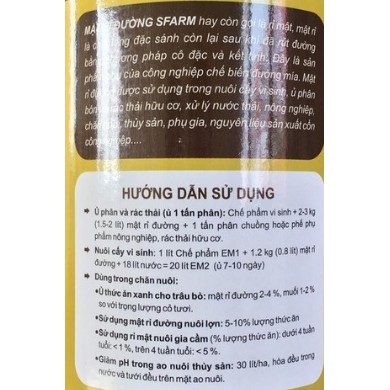 MẬT ĐƯỜNG SFARM hay còn gọi là rỉ mật, mật rỉ
là chất lỏng đặc sánh còn lại sau khi đã rút đường
bằng phương pháp cô đặc và kết tinh. Đây là sản
phẩm của công nghiệp chế biến đường mía. Mật
rỉ đường được sử dụng trong nuôi cấy vi sinh, ủ phân
bón rác thải hữu cơ, xử lý nước thải, nông nghiệp,
chăn nuôi, thủy sản, phụ gia, nguyên liệu sản xuất cồn
công nghiệp....
HƯỚNG DẪN SỬ DỤNG
▸ Ủ phân và rác thải (ủ 1 tấn phân): Chế phẩm vi sinh + 2-3 kg
(1.5-2 lít) mật rỉ đường + 1 tấn phân chuồng hoặc phế phụ
phẩm nông nghiệp, rác thải hữu cơ.
▸ Nuôi cấy vi sinh: 1 lít Chế phẩm EM1 + 1.2 kg (0.8 lít) mật rỉ
đường + 18 lít nước = 20 lít EM2 (ủ 7-10 ngày)
▸ Dùng trong chăn nuôi:
• Ủ thức ăn xanh cho trâu bò: mật rỉ đường 2-4 %, muối 1-2 %
so với trọng lượng cỏ tươi.
• Sử dụng mật rỉ đường nuôi lợn: 5-10% lượng thức ăn
• Sử dụng rỉ mật nuôi gia cầm (% lượng thức ăn): dưới 4 tuần
tuổi: < 1 %, trên 4 tuần tuổi: < 5 %.
• Giảm pH trong ao nuôi thủy sản: 30 lít/ha, hòa đều trong
nước và tưới đều trên mặt ao nuôi.